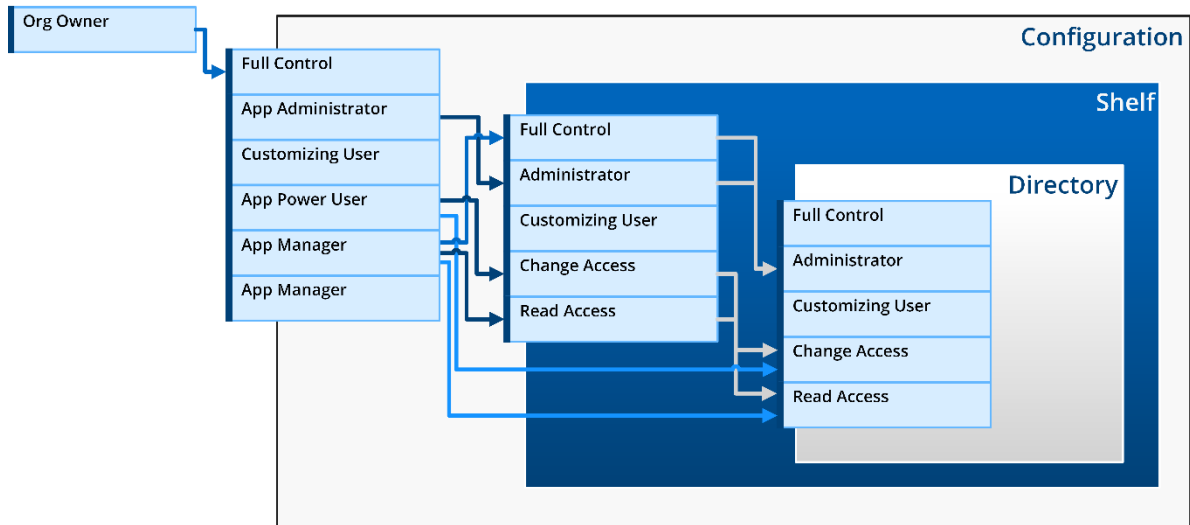 Org Owner
Configuration
Full Control
App Administrator
Customizing User
App Power User
App Manager
App Manager
Shelf
Full Control
Administrator
Customizing User
Change Access
Read Access
Directory
Full Control
Administrator
Customizing User
Change Access
Read Access